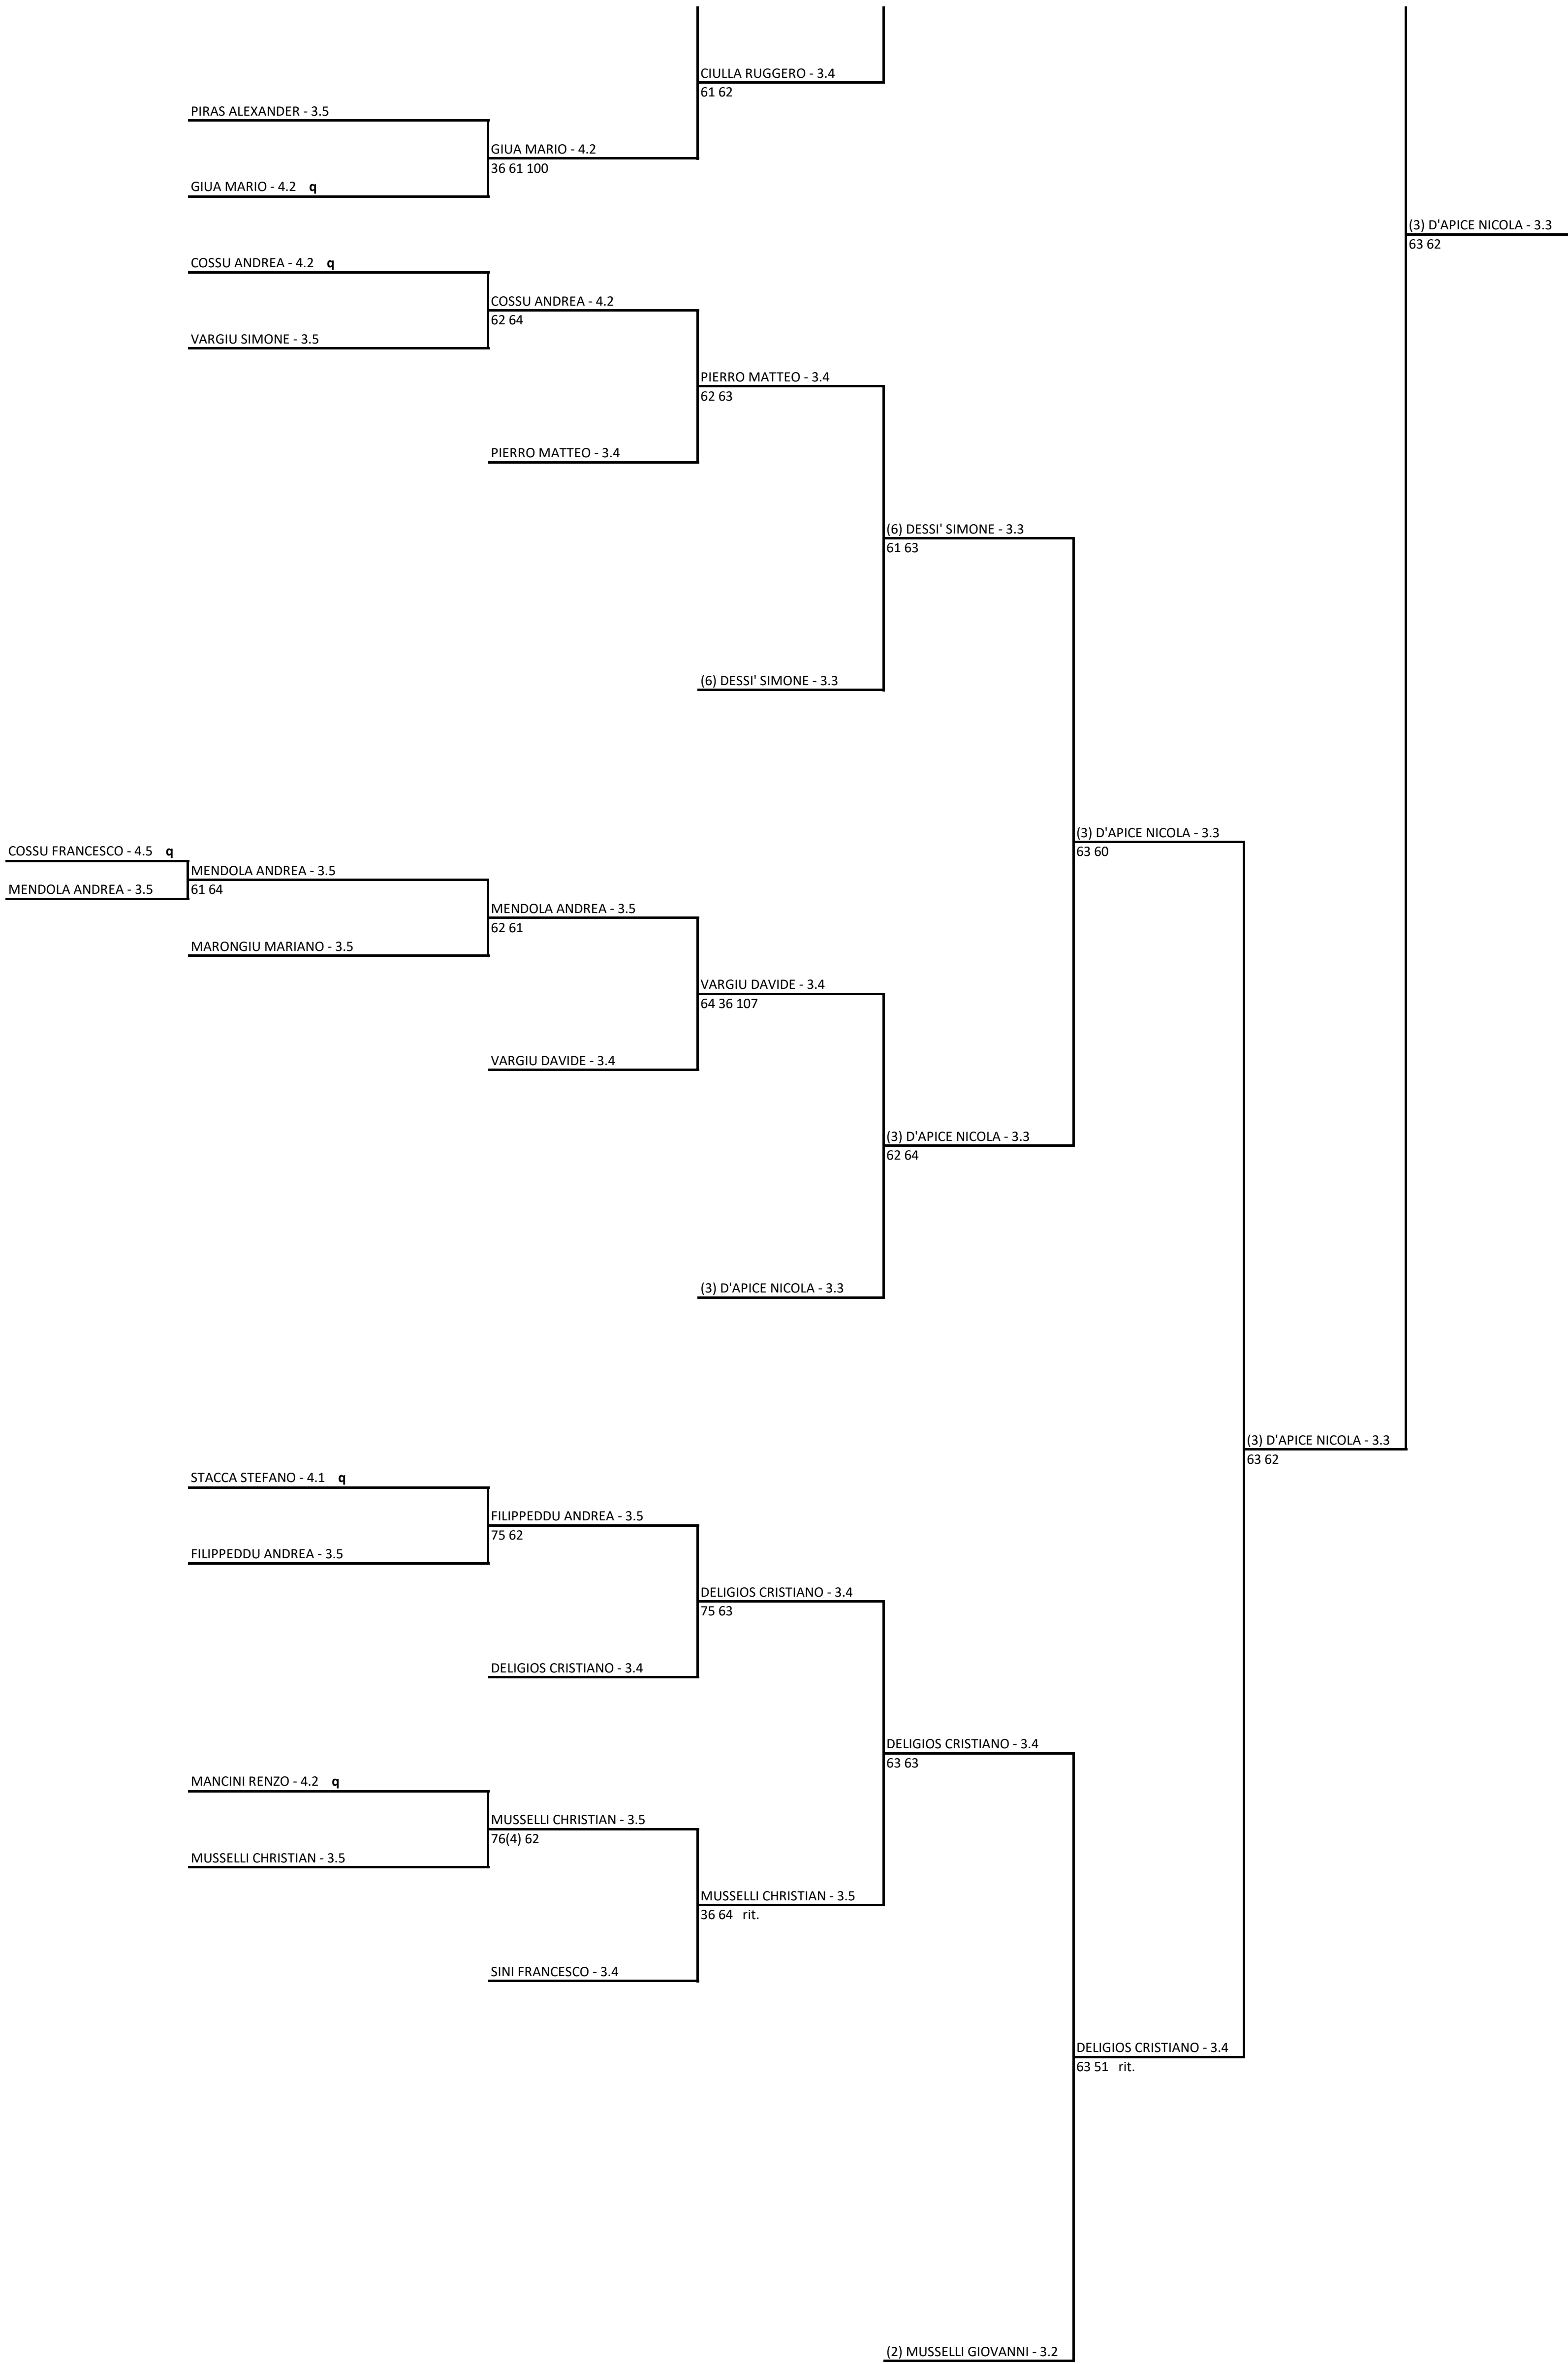 CIULLA RUGGERO - 3.4
61 62
PIRAS ALEXANDER - 3.5
GIUA MARIO - 4.2
36 61 100
GIUA MARIO - 4.2 q
(3) D'APICE NICOLA - 3.3
63 62
COSSU ANDREA - 4.2 q
COSSU ANDREA - 4.2
62 64
VARGIU SIMONE - 3.5
PIERRO MATTEO - 3.4
62 63
PIERRO MATTEO - 3.4
(6) DESSI' SIMONE - 3.3
61 63
(6) DESSI' SIMONE - 3.3
(3) D'APICE NICOLA - 3.3
63 60
COSSU FRANCESCO - 4.5 q
MENDOLA ANDREA - 3.5
61 64
MENDOLA ANDREA - 3.5
MENDOLA ANDREA - 3.5
62 61
MARONGIU MARIANO - 3.5
VARGIU DAVIDE - 3.4
64 36 107
VARGIU DAVIDE - 3.4
(3) D'APICE NICOLA - 3.3
62 64
(3) D'APICE NICOLA - 3.3
(3) D'APICE NICOLA - 3.3
63 62
STACCA STEFANO - 4.1 q
FILIPPEDDU ANDREA - 3.5
75 62
FILIPPEDDU ANDREA - 3.5
DELIGIOS CRISTIANO - 3.4
75 63
DELIGIOS CRISTIANO - 3.4
DELIGIOS CRISTIANO - 3.4
63 63
MANCINI RENZO - 4.2 q
MUSSELLI CHRISTIAN - 3.5
76(4) 62
MUSSELLI CHRISTIAN - 3.5
MUSSELLI CHRISTIAN - 3.5
36 64 rit.
SINI FRANCESCO - 3.4
DELIGIOS CRISTIANO - 3.4
63 51 rit.
(2) MUSSELLI GIOVANNI - 3.2